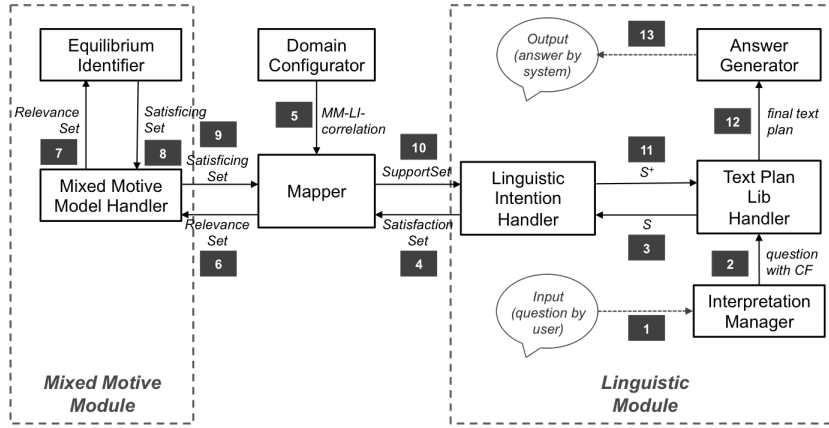 Equilibrium
Identifier
Domain
Configurator
Output
(answer by
system)
13
Answer
Generator
Relevance
Set
7
Satisficing
Set
8
9
Satisficing
Set
5
MM-LI-
correlation
10
SupportSet
11
S+
12
final text
plan
Mixed Motive
Model Handler
Mapper
Linguistic
Intention
Handler
Text Plan
Lib
Handler
Relevance
Set
6
Satisfaction
Set
4
S
3
2
question
with CF
Input
(question by
user)
1
Interpretation
Manager
Mixed Motive
Module
Linguistic
Module